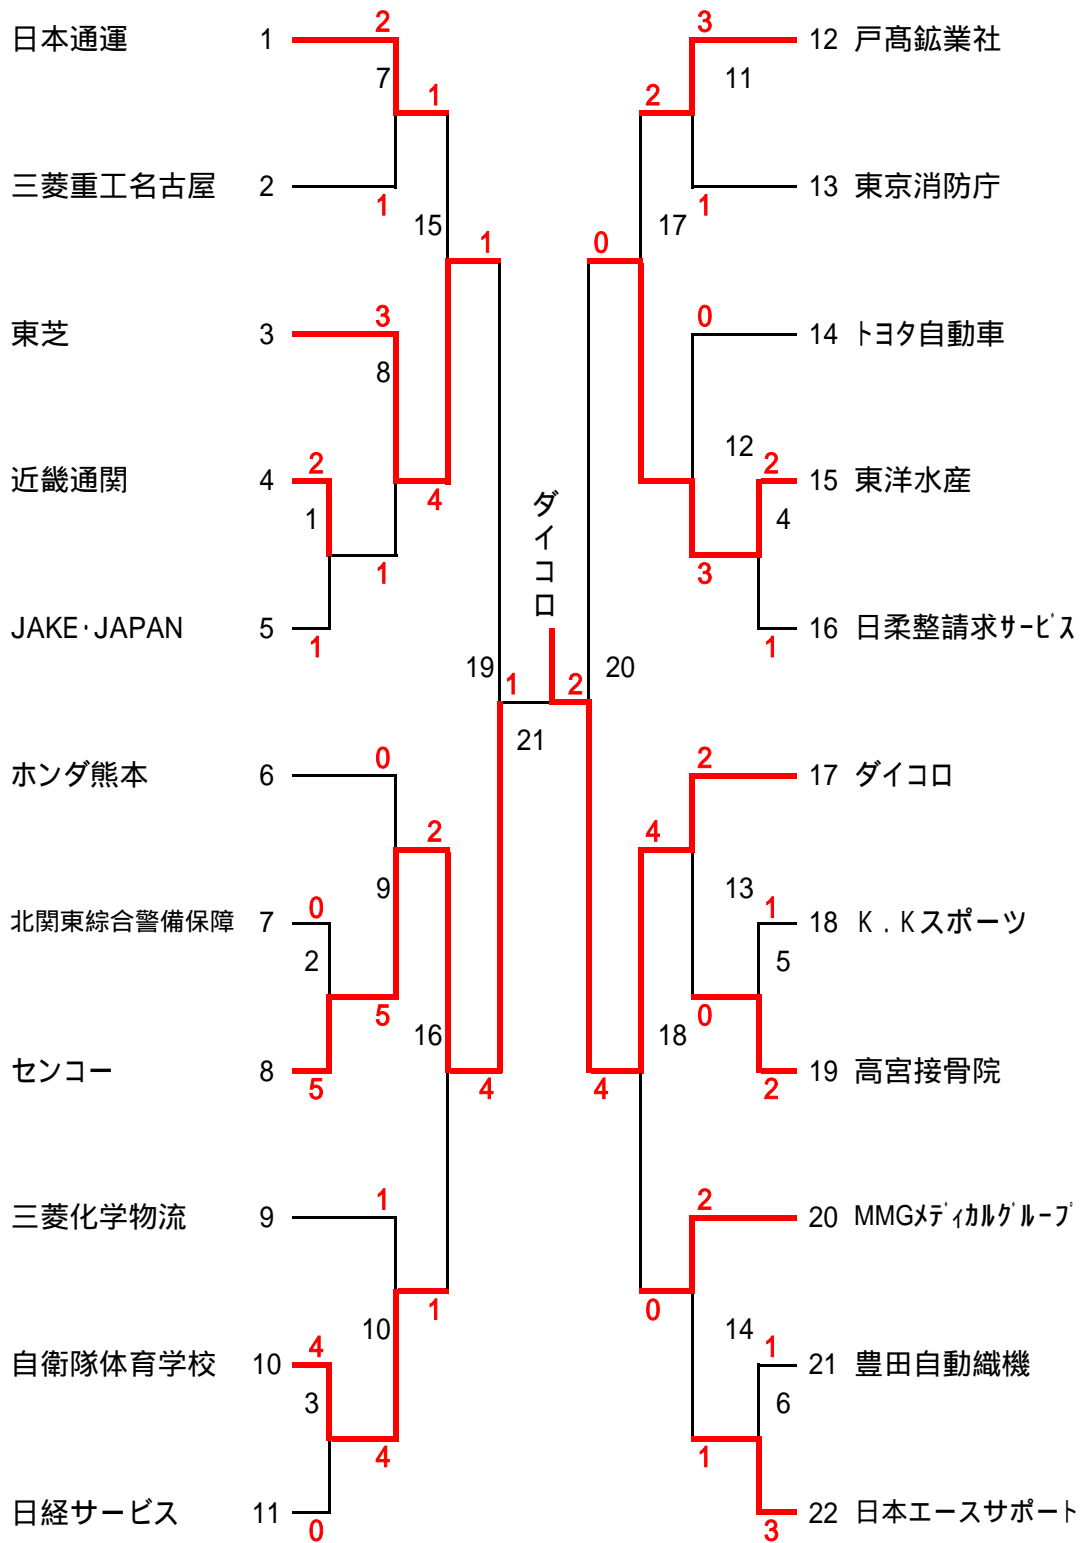 2 3
日本通運 1 12 戸髙鉱業社
7 11
1 2
三菱重工名古屋 2 13 東京消防庁
1 1
15 17
1 0
3 0
東芝 3 14 トヨタ自動車
8
12
2 2
近畿通関 4 15 東洋水産
4
ダイコロ
1 4
1 3
JAKE・JAPAN 5 16 日柔整請求サービス
1 1
19 20
1 2
21
0 2
ホンダ熊本 6 17 ダイコロ
2 4
9 13
0 1
北関東綜合警備保障 7 18 K.Kスポーツ
2 5
5 0
16 18
センコー 8 19 高宮接骨院
5 4 4 2
1 2
三菱化学物流 9 20 MMGメディカルグループ
1 0
10 14
4 1
自衛隊体育学校 10 21 豊田自動織機
3 6
4 1
日経サービス 11 22 日本エースサポート
0 3